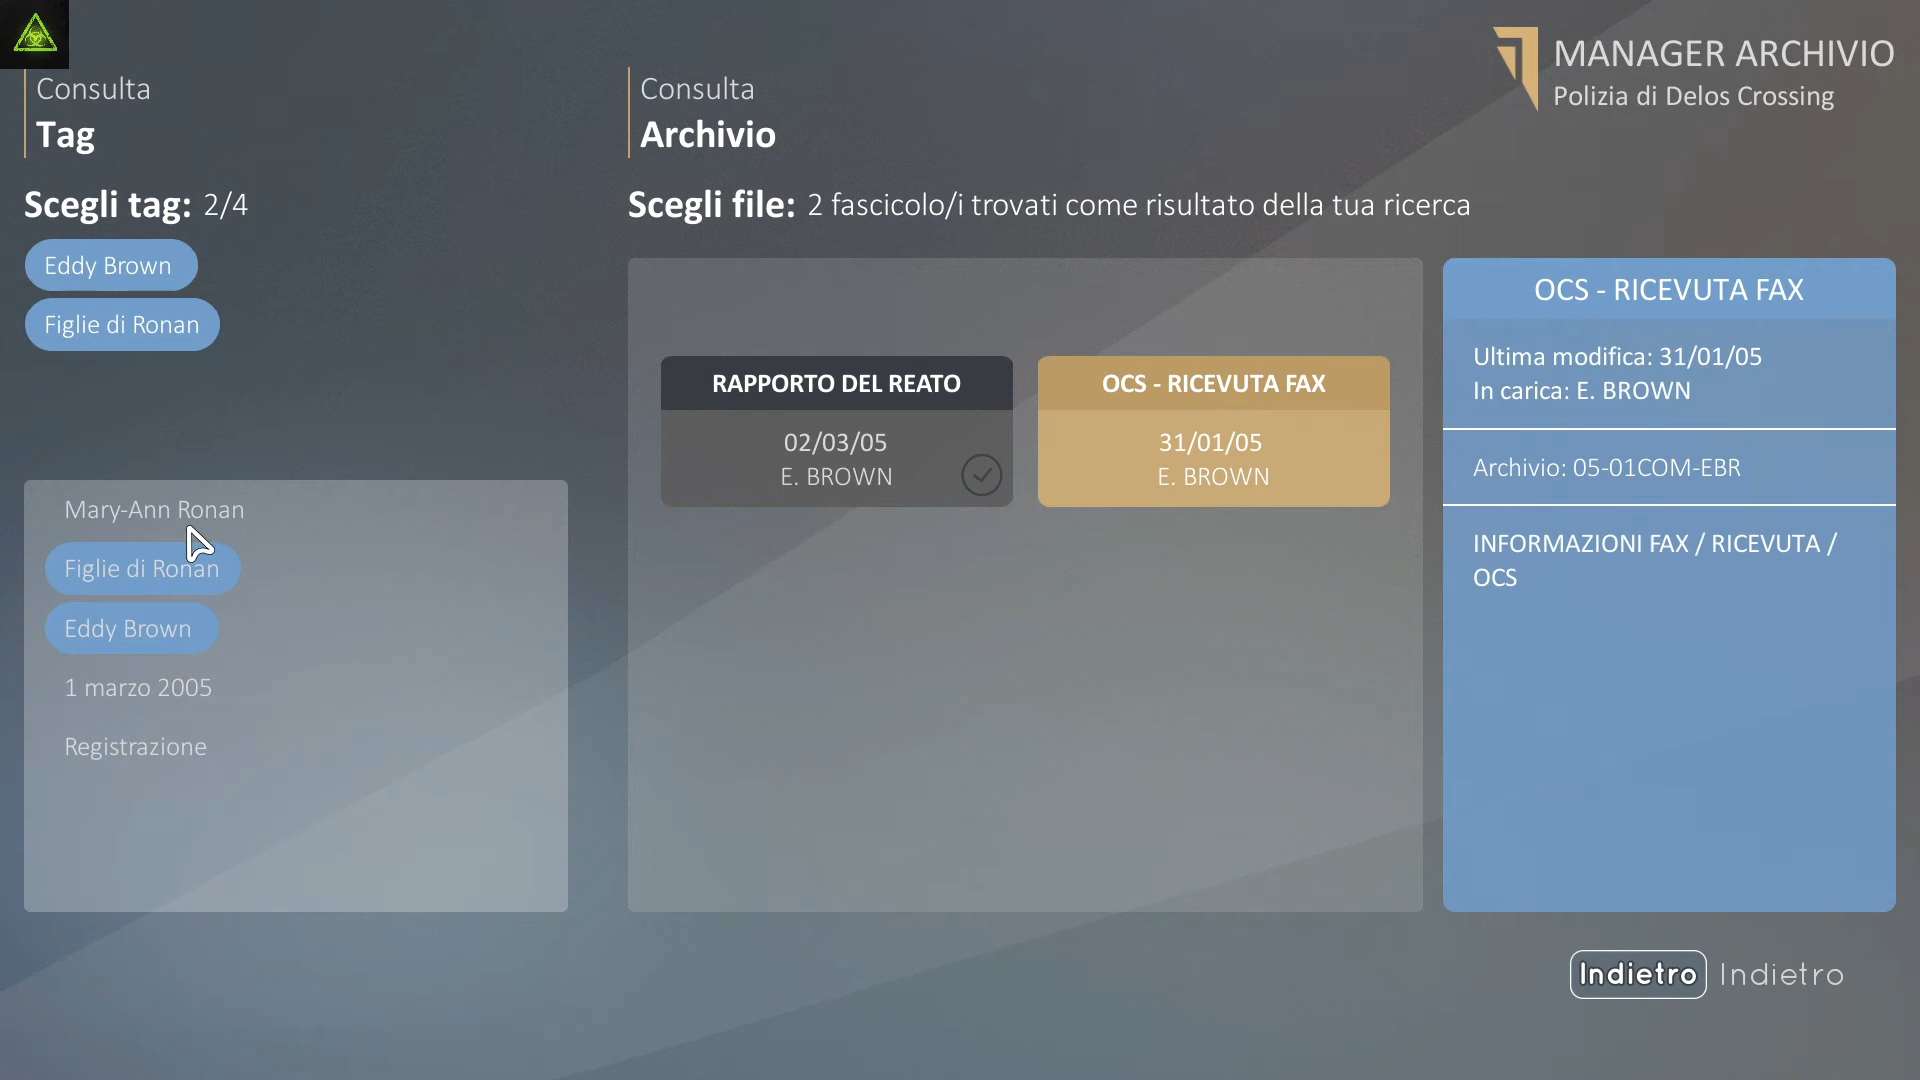 Consulta
Tag
Scegli tag: 2/4
Eddy Brown
Figlie di Ronan
Mary-Ann Ronan
Figlie di Ronan
Eddy Brown
1 marzo 2005
Registrazione
Consulta
Archivio
Scegli file: 2 fascicolo/i trovati come risultato della tua ricerca
RAPPORTO DEL REATO
02/03/05
E. BROWN
OCS - RICEVUTA FAX
31/01/05
E. BROWN
MANAGER ARCHIVIO
Polizia di Delos Crossing
OCS - RICEVUTA FAX
Ultima modifica: 31/01/05
In carica: E. BROWN
Archivio: 05-01COM-EBR
INFORMAZIONI FAX / RICEVUTA /
OCS
Indietro Indietro